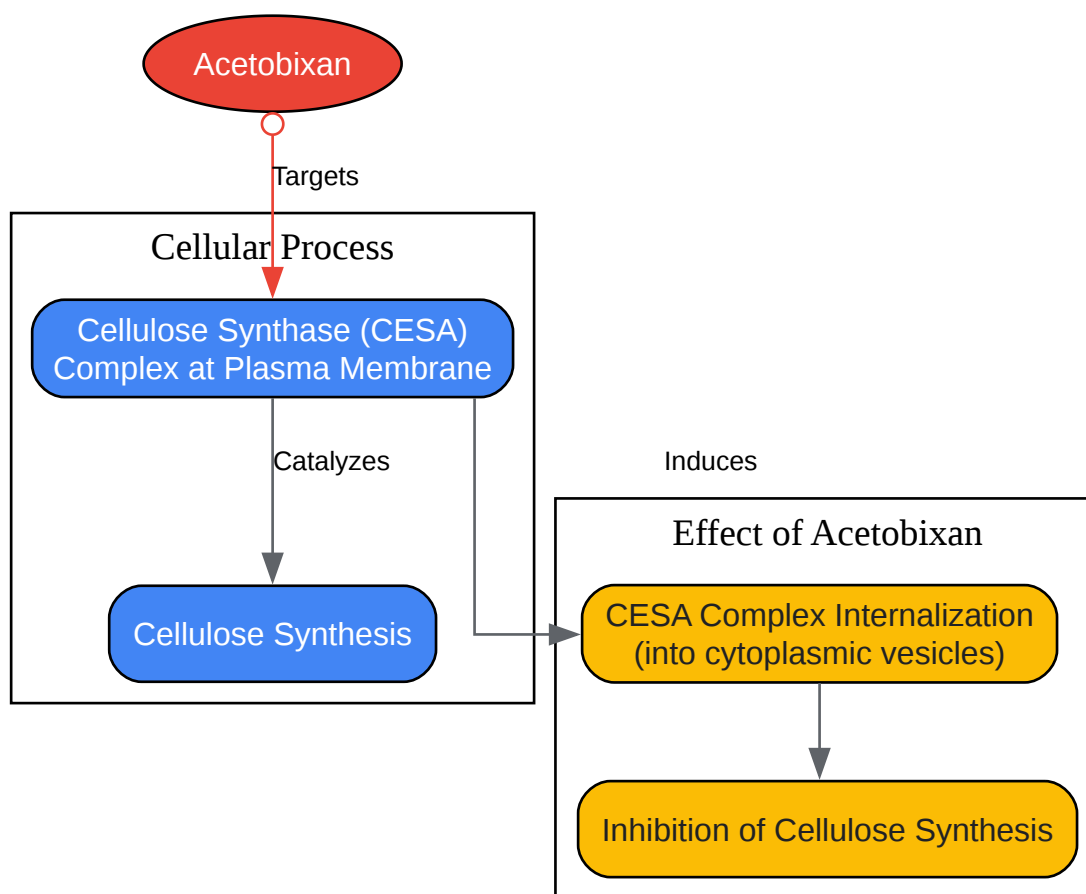 Acetobixan
Targets
Cellular Process
Cellulose Synthase (CESA)
Complex at Plasma Membrane
Catalyzes
Induces
Cellulose Synthesis
Effect of Acetobixan
CESA Complex Internalization
(into cytoplasmic vesicles)
Inhibition of Cellulose Synthesis